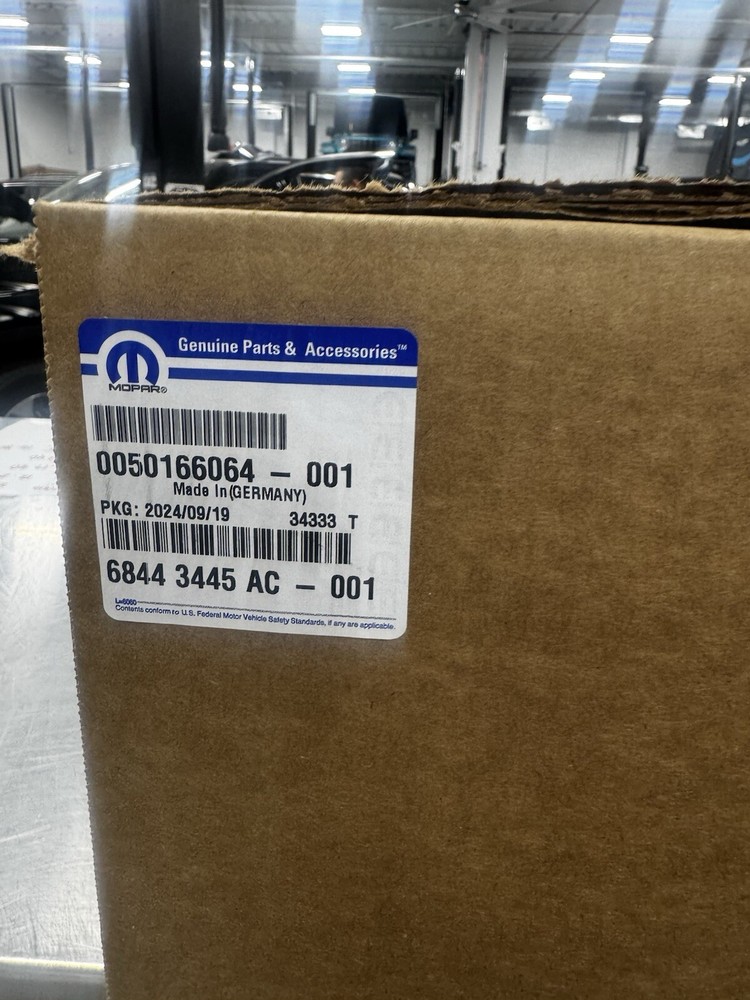 Genuine Parts & Accessories™
MOPAR®
0050166064 – 001
Made In(GERMANY)
PKG: 2024/09/19 34333 T
6844 3445 AC – 001
Lw6060
Contents conform to U.S. Federal Motor Vehicle Safety Standards, if any are applicable.